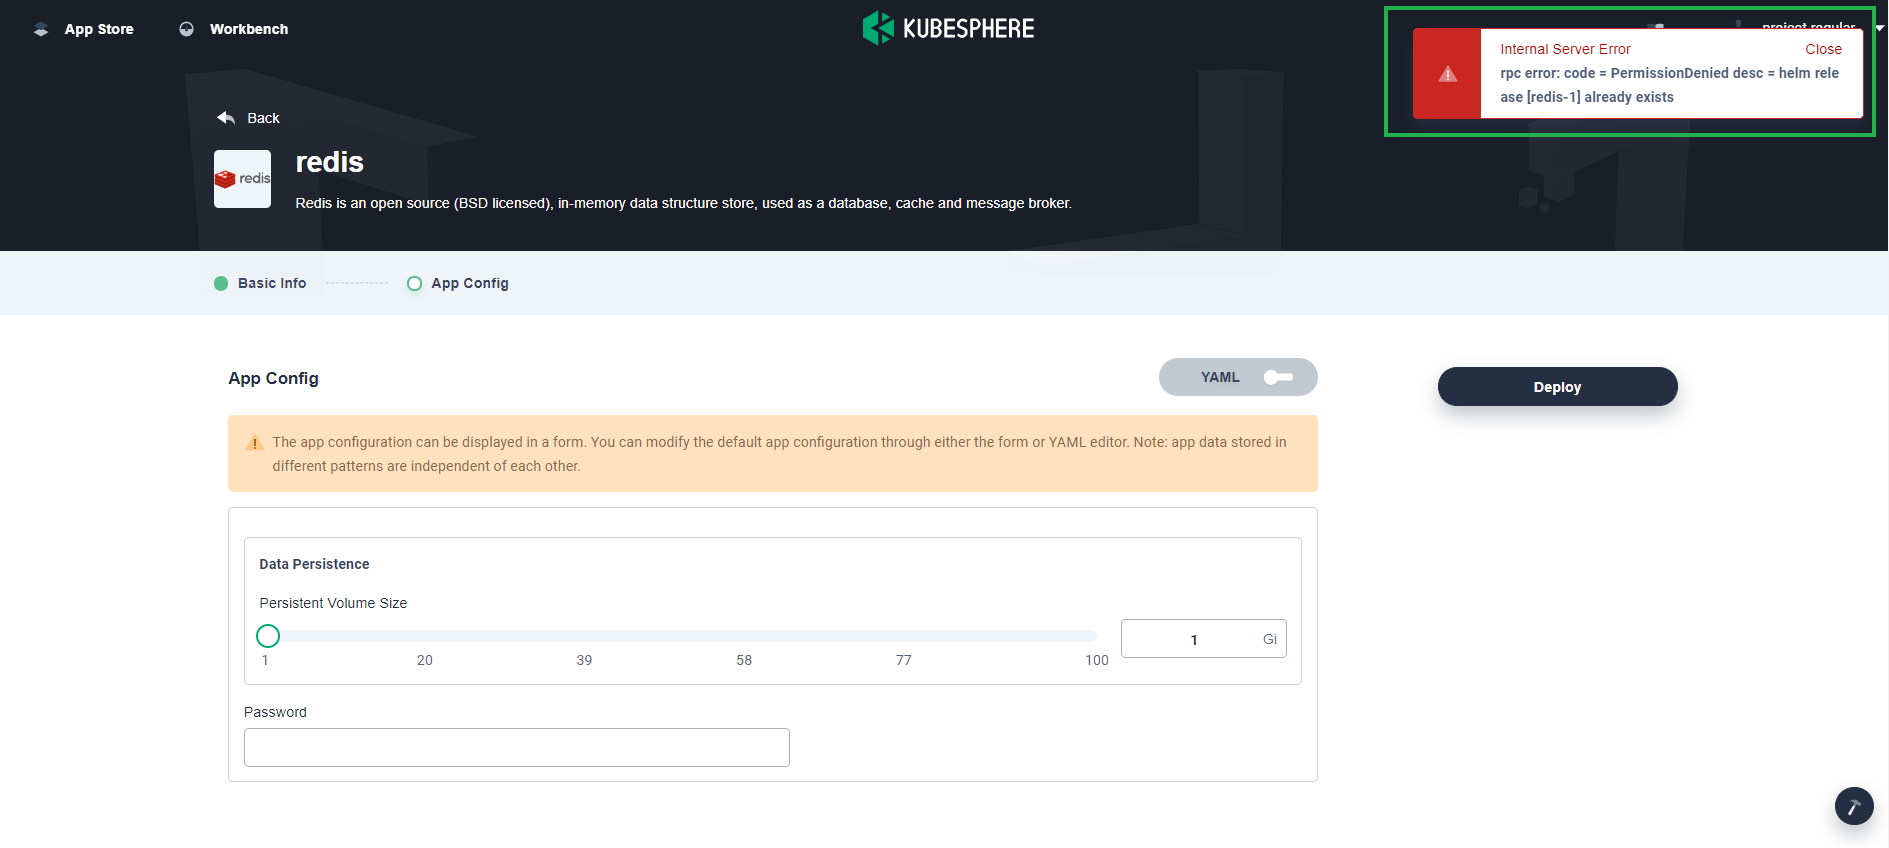 App Store
Workbench
KUBESPHERE
project regular
Internal Server Error
Close
rpc error: code = PermissionDenied desc = helm rele
ase [redis-1] already exists
Back
redis
redis
Redis is an open source (BSD licensed), in-memory data structure store, used as a database, cache and message broker.
Basic Info
App Config
App Config
YAML
Deploy
The app configuration can be displayed in a form. You can modify the default app configuration through either the form or YAML editor. Note: app data stored in
different patterns are independent of each other.
Data Persistence
Persistent Volume Size
1
20
39
58
77
100
1
Gi
Password